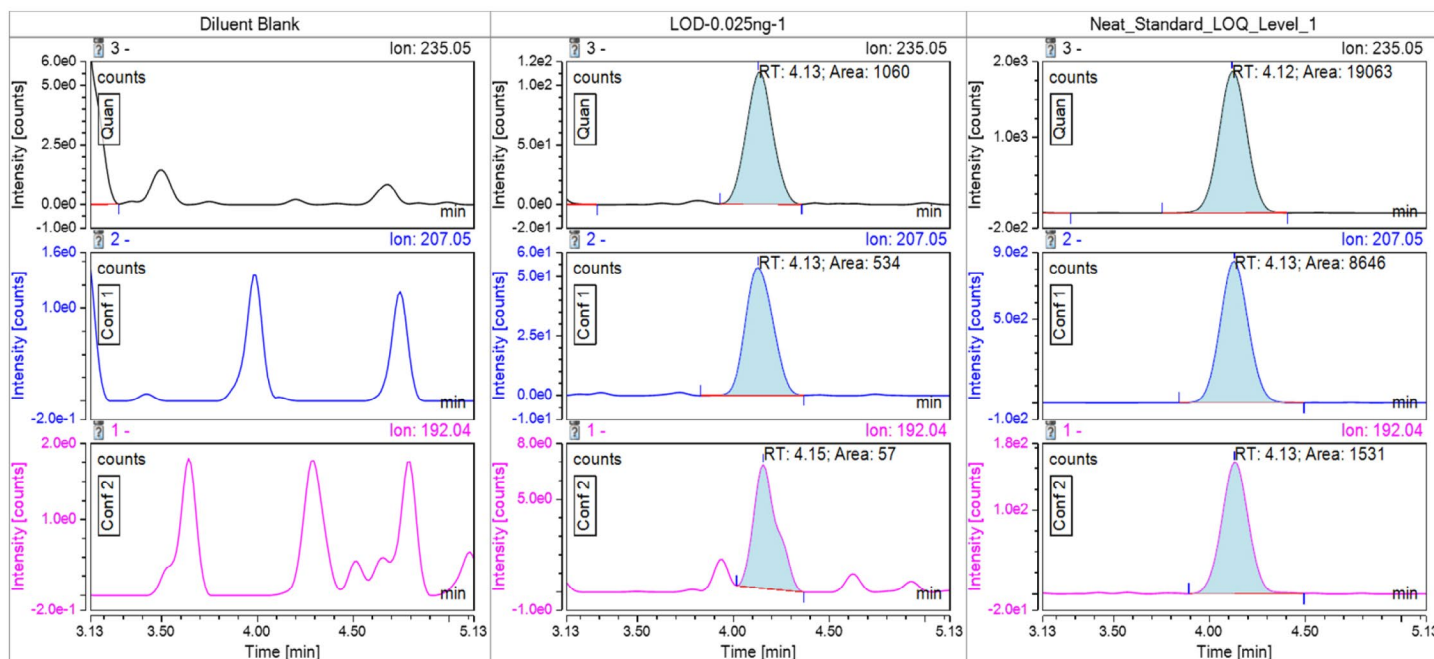 Diluent Blank
LOD-0.025ng-1
Neat_Standard_LOQ_Level_1
3 -
Ion: 235.05
counts
Quan
Intensity [counts]
6.0e0
5.0e0
2.5e0
0.0e0
-1.0e0
min
3 -
Ion: 235.05
counts
RT: 4.13; Area: 1060
Quan
Intensity [counts]
1.2e2
1.0e2
5.0e1
0.0e0
-2.0e1
min
3 -
Ion: 235.05
counts
RT: 4.12; Area: 19063
Quan
Intensity [counts]
2.0e3
1.0e3
-2.0e2
min
2 -
Ion: 207.05
counts
Conf 1
Intensity [counts]
1.6e0
1.0e0
-2.0e-1
min
2 -
Ion: 207.05
counts
RT: 4.13; Area: 534
Conf 1
Intensity [counts]
6.0e1
5.0e1
2.5e1
0.0e0
-1.0e1
min
2 -
Ion: 207.05
counts
RT: 4.13; Area: 8646
Conf 1
Intensity [counts]
9.0e2
5.0e2
-1.0e2
min
1 -
Ion: 192.04
counts
Conf 2
Intensity [counts]
2.0e0
1.0e0
-2.0e-1
min
1 -
Ion: 192.04
counts
RT: 4.15; Area: 57
Conf 2
Intensity [counts]
8.0e0
5.0e0
-1.0e0
min
1 -
Ion: 192.04
counts
RT: 4.13; Area: 1531
Conf 2
Intensity [counts]
1.8e2
1.0e2
-2.0e1
min
3.13 3.50 4.00 4.50 5.13
Time [min]
3.13 3.50 4.00 4.50 5.13
Time [min]
3.13 3.50 4.00 4.50 5.13
Time [min]